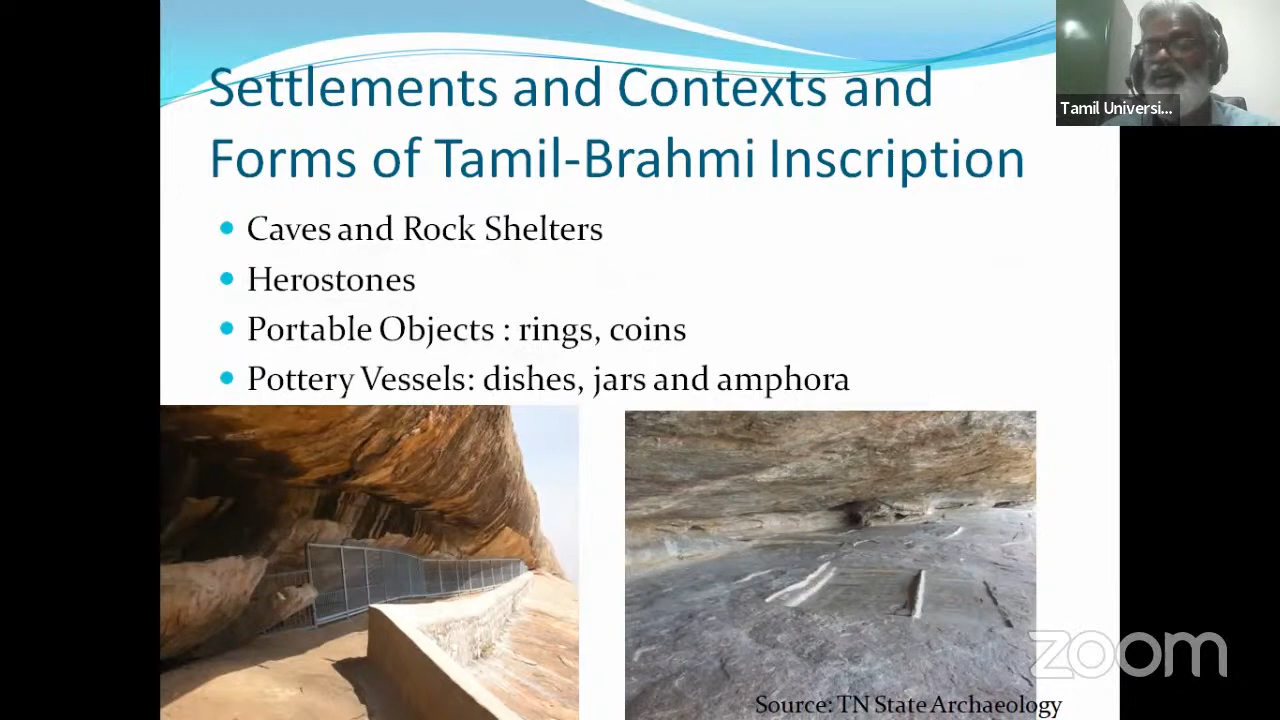 Settlements and Contexts and
Forms of Tamil-Brahmi Inscription
Caves and Rock Shelters
Herostones
Portable Objects : rings, coins
Pottery Vessels: dishes, jars and amphora
Source: TN State Archaeology
Tamil Universi...
zoom